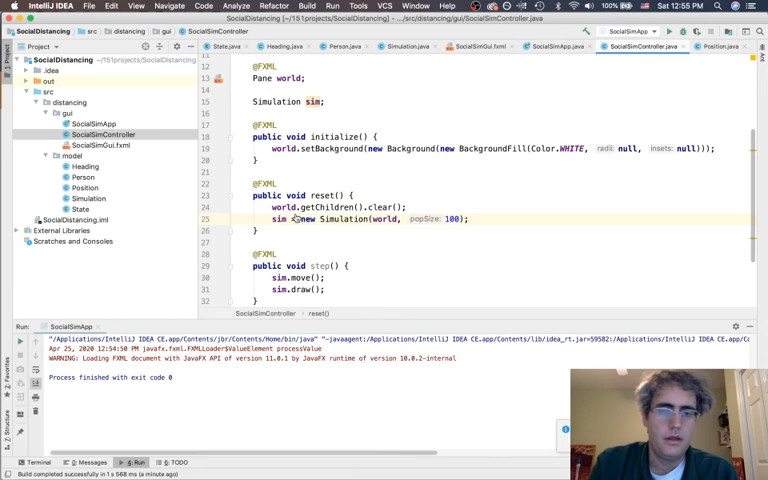 IntelliJ IDEA File Edit View Navigate Code Analyze Refactor Build Run Tools VCS Window Help 100% Sat 12:55 PM
SocialDistancing [~/151projects/SocialDistancing] - .../src/distancing/gui/SocialSimController.java
SocialDistancing src distancing gui SocialSimController SocialSimApp
Project State.java Heading.java Person.java Simulation.java SocialSimGui.fxml SocialSimApp.java SocialSimController.java Position.java
SocialDistancing ~/151projects/SocialDistancing
.idea
out
src
distancing
gui
SocialSimApp
SocialSimController
SocialSimGui.fxml
model
Heading
Person
Position
Simulation
State
SocialDistancing.iml
External Libraries
Scratches and Consoles
1: Project
Ant
11
12 @FXML
13 Pane world;
14
15 Simulation sim;
16
17 @FXML
18 public void initialize() {
19 world.setBackground(new Background(new BackgroundFill(Color.WHITE, radii: null, insets: null)));
20 }
21
22 @FXML
23 public void reset() {
24 world.getChildren().clear();
25 sim = new Simulation(world, popSize: 100);
26 }
27
28 @FXML
29 public void step() {
30 sim.move();
31 sim.draw();
32 }
SocialSimController reset()
Run: SocialSimApp
"/Applications/IntelliJ IDEA CE.app/Contents/jbr/Contents/Home/bin/java" "-javaagent:/Applications/IntelliJ IDEA CE.app/Contents/lib/idea_rt.jar=59582:/Applications/IntelliJ IDEA CE.app/Co
Apr 25, 2020 12:54:50 PM javafx.fxml.FXMLLoader$ValueElement processValue
WARNING: Loading FXML document with JavaFX API of version 11.0.1 by JavaFX runtime of version 10.0.2-internal
Process finished with exit code 0
2: Favorites
7: Structure
Terminal 0: Messages 4: Run 6: TODO
Build completed successfully in 1 s 568 ms (a minute ago)